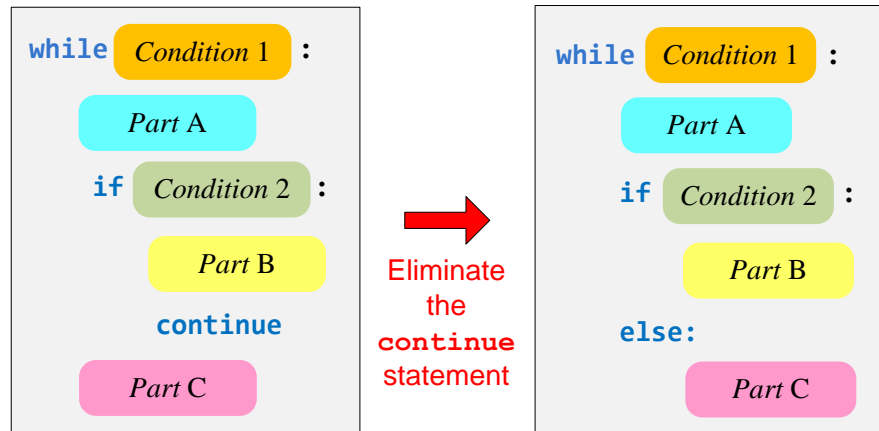 while Condition 1 :
Part A
if Condition 2 :
Part B
continue
Part C
Eliminate
the
continue
statement
while Condition 1 :
Part A
if Condition 2 :
Part B
else:
Part C